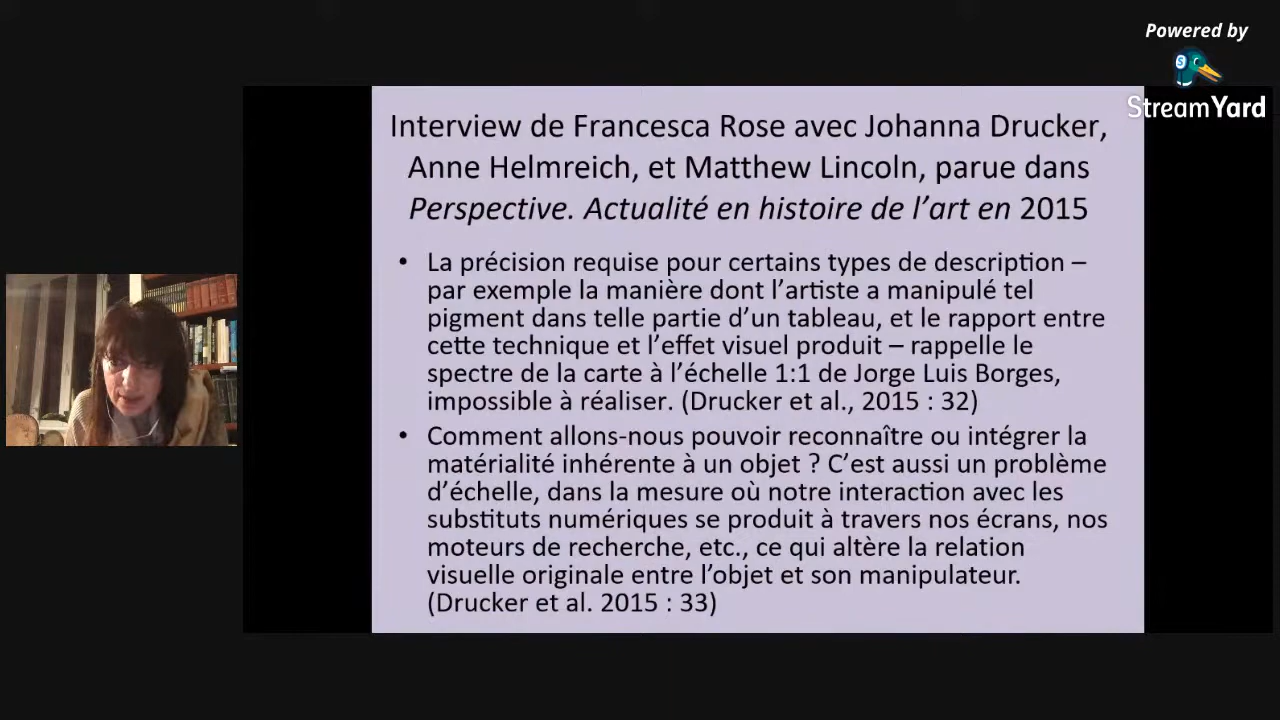 Powered by
StreamYard
Interview de Francesca Rose avec Johanna Drucker,
Anne Helmreich, et Matthew Lincoln, parue dans
Perspective. Actualité en histoire de l’art en 2015
• La précision requise pour certains types de description –
par exemple la manière dont l’artiste a manipulé tel
pigment dans telle partie d’un tableau, et le rapport entre
cette technique et l’effet visuel produit – rappelle le
spectre de la carte à l’échelle 1:1 de Jorge Luis Borges,
impossible à réaliser. (Drucker et al., 2015 : 32)
• Comment allons-nous pouvoir reconnaître ou intégrer la
matérialité inhérente à un objet ? C’est aussi un problème
d’échelle, dans la mesure où notre interaction avec les
substituts numériques se produit à travers nos écrans, nos
moteurs de recherche, etc., ce qui altère la relation
visuelle originale entre l’objet et son manipulateur.
(Drucker et al. 2015 : 33)